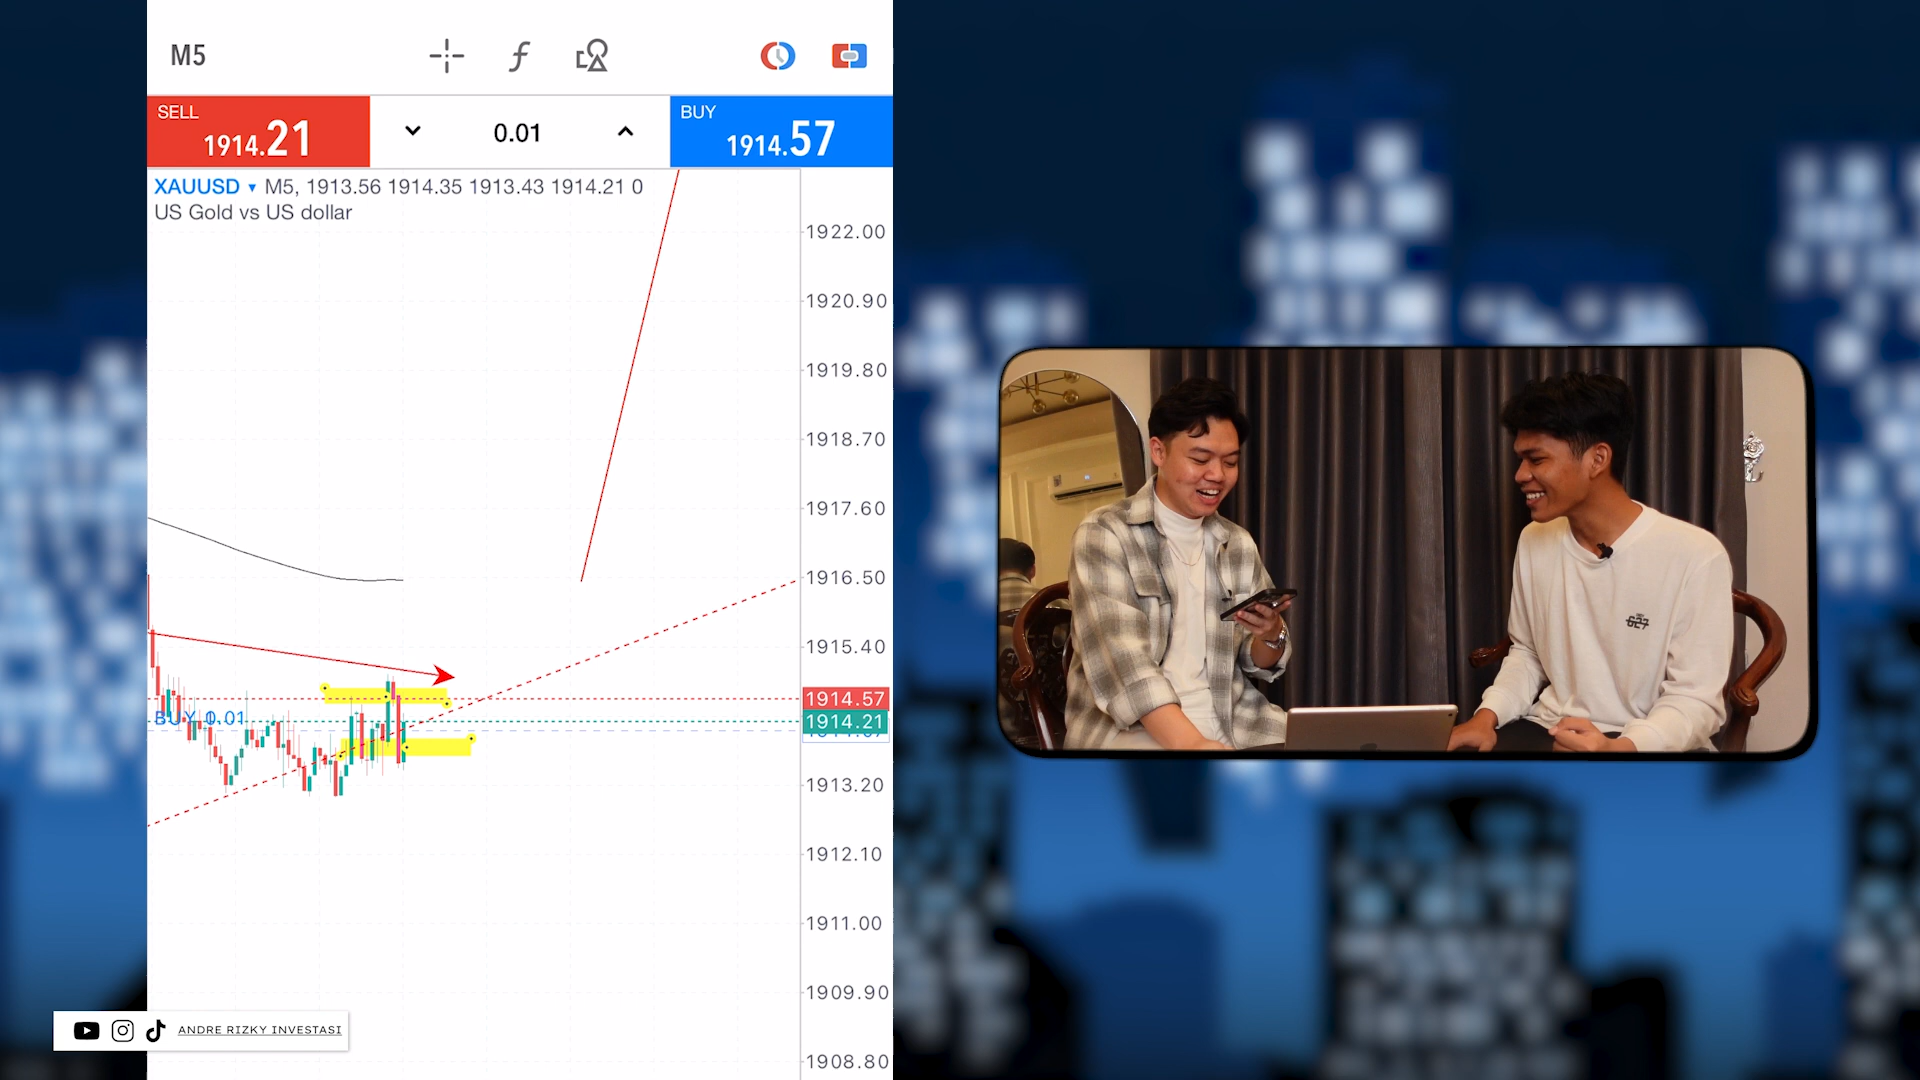 M5
SELL
1914.21
0.01
BUY
1914.57
XAUUSD ▾ M5, 1913.56 1914.35 1913.43 1914.21 0
US Gold vs US dollar
1922.00
1920.90
1919.80
1918.70
1917.60
1916.50
1915.40
1914.57
BUY 0.01
1914.21
1913.20
1912.10
1911.00
1909.90
1908.80
G27
ANDRE RIZKY INVESTASI